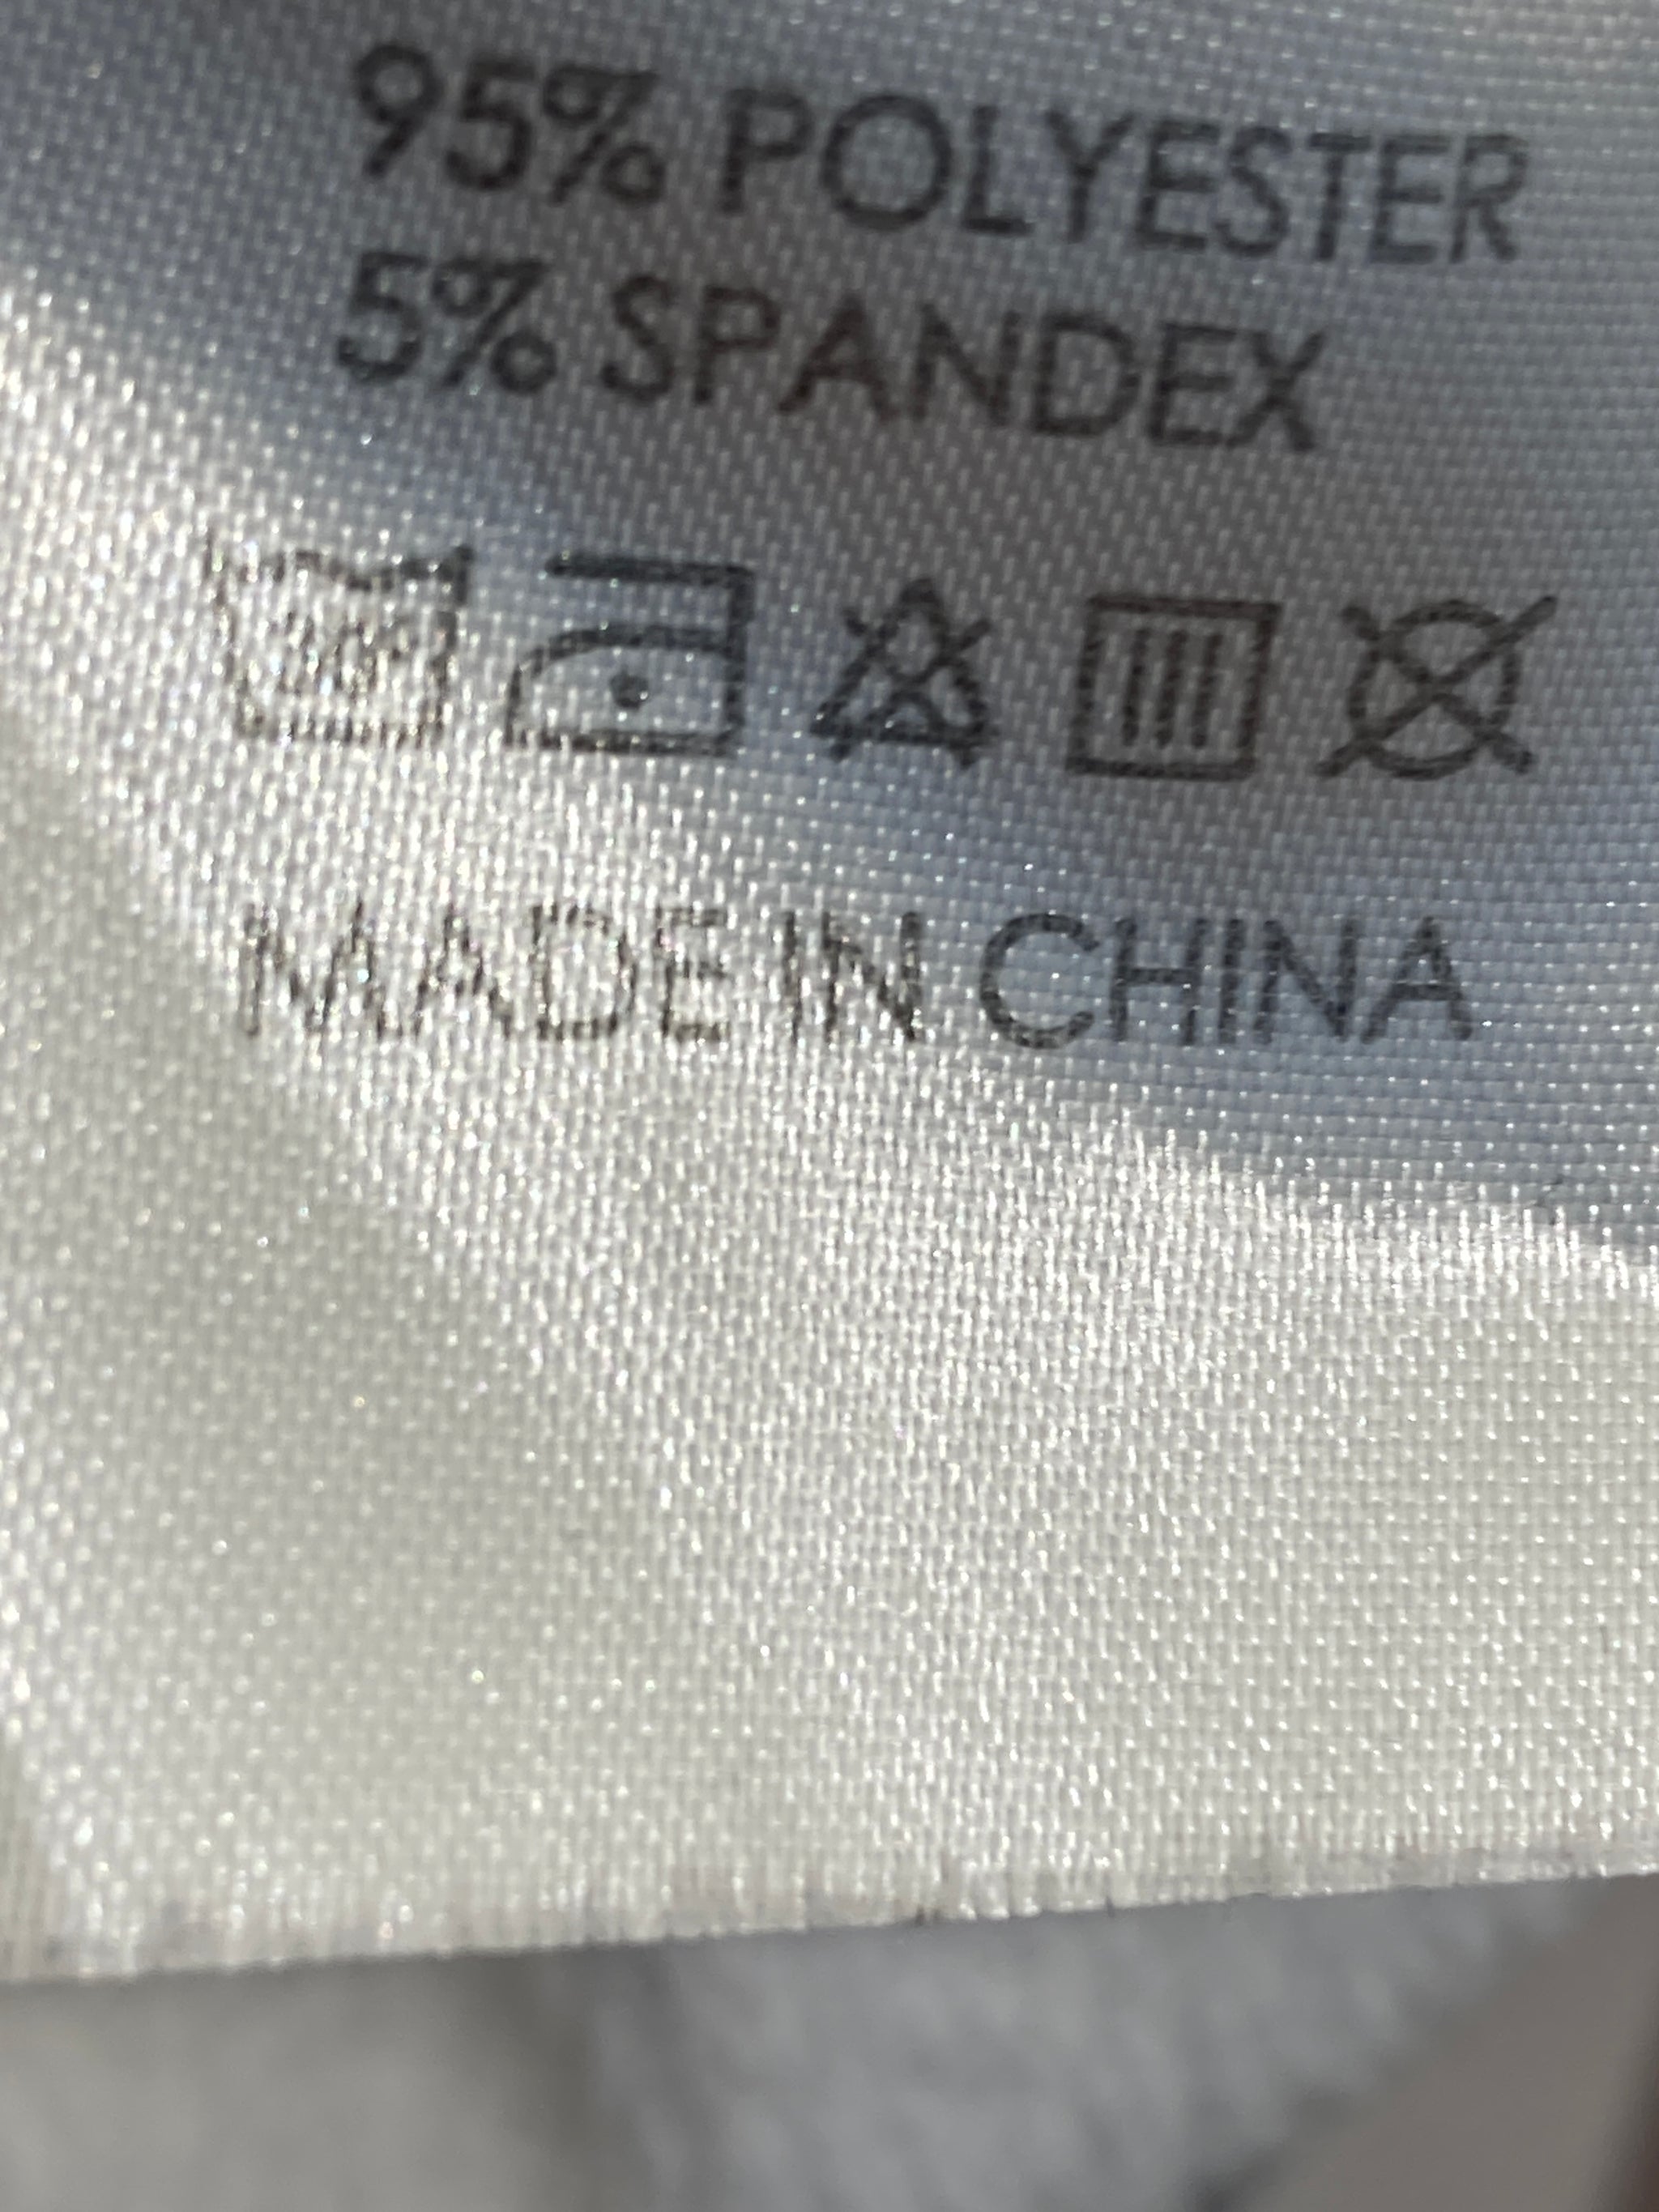 95% POLYESTER
5% SPANDEX
MADE IN CHINA